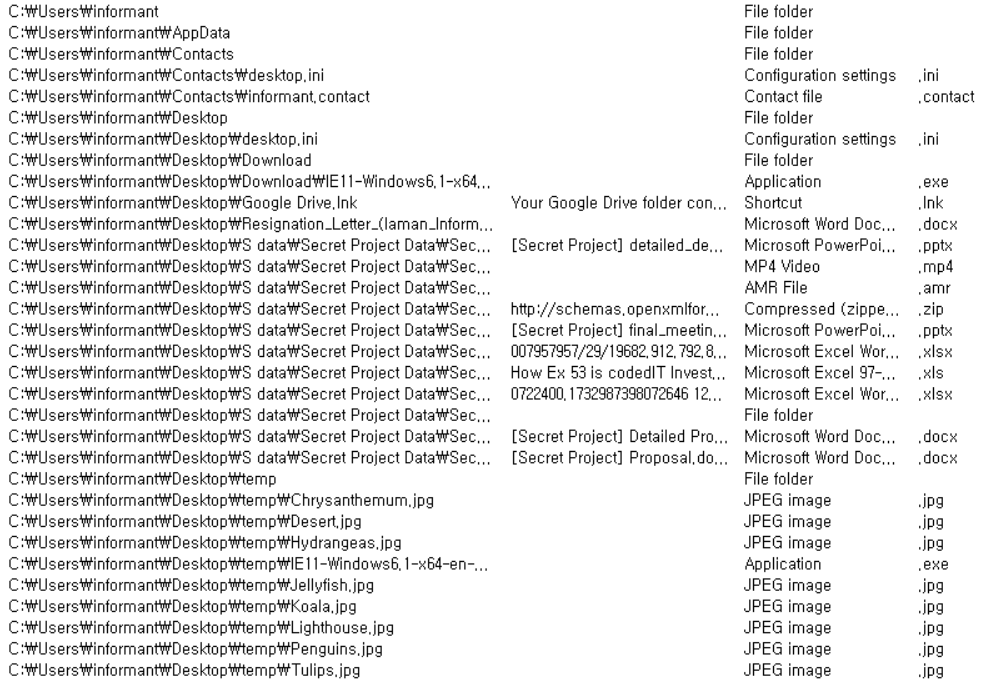 C:₩Users₩informant File folder
C:₩Users₩informant₩AppData File folder
C:₩Users₩informant₩Contacts File folder
C:₩Users₩informant₩Contacts₩desktop.ini Configuration settings .ini
C:₩Users₩informant₩Contacts₩informant.contact Contact file .contact
C:₩Users₩informant₩Desktop File folder
C:₩Users₩informant₩Desktop₩desktop.ini Configuration settings .ini
C:₩Users₩informant₩Desktop₩Download File folder
C:₩Users₩informant₩Desktop₩Download₩IE11-Windows6.1-x64... Application .exe
C:₩Users₩informant₩Desktop₩Google Drive.lnk Your Google Drive folder con... Shortcut .lnk
C:₩Users₩informant₩Desktop₩Resignation_Letter_(Iaman_Inform... Microsoft Word Doc... .docx
C:₩Users₩informant₩Desktop₩S data₩Secret Project Data₩Sec... [Secret Project] detailed_de... Microsoft PowerPoi... .pptx
C:₩Users₩informant₩Desktop₩S data₩Secret Project Data₩Sec... MP4 Video .mp4
C:₩Users₩informant₩Desktop₩S data₩Secret Project Data₩Sec... AMR File .amr
C:₩Users₩informant₩Desktop₩S data₩Secret Project Data₩Sec... http://schemas.openxmlfor... Compressed (zippe... .zip
C:₩Users₩informant₩Desktop₩S data₩Secret Project Data₩Sec... [Secret Project] final_meetin... Microsoft PowerPoi... .pptx
C:₩Users₩informant₩Desktop₩S data₩Secret Project Data₩Sec... 007957957/29/19682,912,792,8... Microsoft Excel Wor... .xlsx
C:₩Users₩informant₩Desktop₩S data₩Secret Project Data₩Sec... How Ex 53 is codedIT Invest... Microsoft Excel 97-... .xls
C:₩Users₩informant₩Desktop₩S data₩Secret Project Data₩Sec... 0722400.1732987398072646 12... Microsoft Excel Wor... .xlsx
C:₩Users₩informant₩Desktop₩S data₩Secret Project Data₩Sec... File folder
C:₩Users₩informant₩Desktop₩S data₩Secret Project Data₩Sec... [Secret Project] Detailed Pro... Microsoft Word Doc... .docx
C:₩Users₩informant₩Desktop₩S data₩Secret Project Data₩Sec... [Secret Project] Proposal.do... Microsoft Word Doc... .docx
C:₩Users₩informant₩Desktop₩temp File folder
C:₩Users₩informant₩Desktop₩temp₩Chrysanthemum.jpg JPEG image .jpg
C:₩Users₩informant₩Desktop₩temp₩Desert.jpg JPEG image .jpg
C:₩Users₩informant₩Desktop₩temp₩Hydrangeas.jpg JPEG image .jpg
C:₩Users₩informant₩Desktop₩temp₩IE11-Windows6.1-x64-en-... Application .exe
C:₩Users₩informant₩Desktop₩temp₩Jellyfish.jpg JPEG image .jpg
C:₩Users₩informant₩Desktop₩temp₩Koala.jpg JPEG image .jpg
C:₩Users₩informant₩Desktop₩temp₩Lighthouse.jpg JPEG image .jpg
C:₩Users₩informant₩Desktop₩temp₩Penguins.jpg JPEG image .jpg
C:₩Users₩informant₩Desktop₩temp₩Tulips.jpg JPEG image .jpg